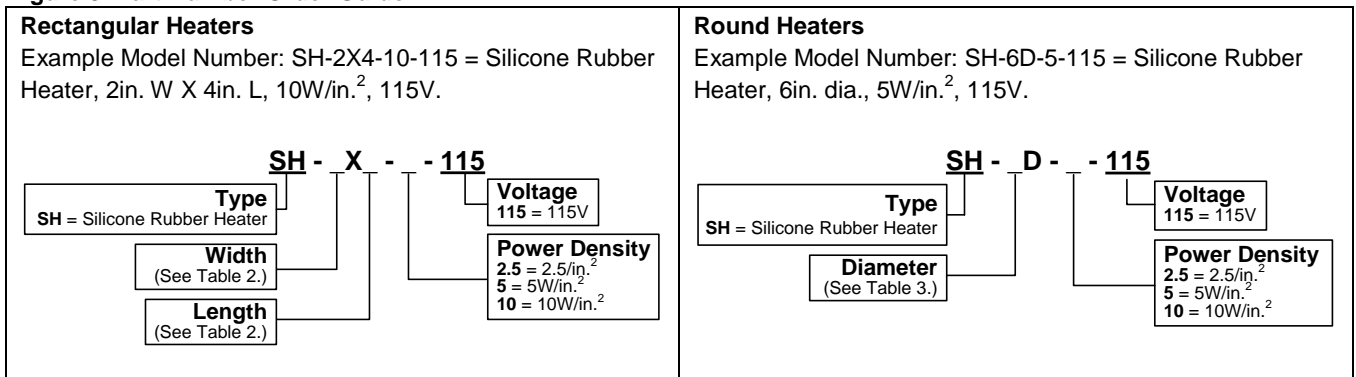 Rectangular Heaters
Example Model Number: SH-2X4-10-115 = Silicone Rubber
Heater, 2in. W X 4in. L, 10W/in.2, 115V.
SH - _X_ - _ - 115
Type
SH = Silicone Rubber Heater
Width
(See Table 2.)
Length
(See Table 2.)
Voltage
115 = 115V
Power Density
2.5 = 2.5/in.2
5 = 5W/in.2
10 = 10W/in.2
Round Heaters
Example Model Number: SH-6D-5-115 = Silicone Rubber
Heater, 6in. dia., 5W/in.2, 115V.
SH - _D - _ - 115
Type
SH = Silicone Rubber Heater
Diameter
(See Table 3.)
Voltage
115 = 115V
Power Density
2.5 = 2.5/in.2
5 = 5W/in.2
10 = 10W/in.2